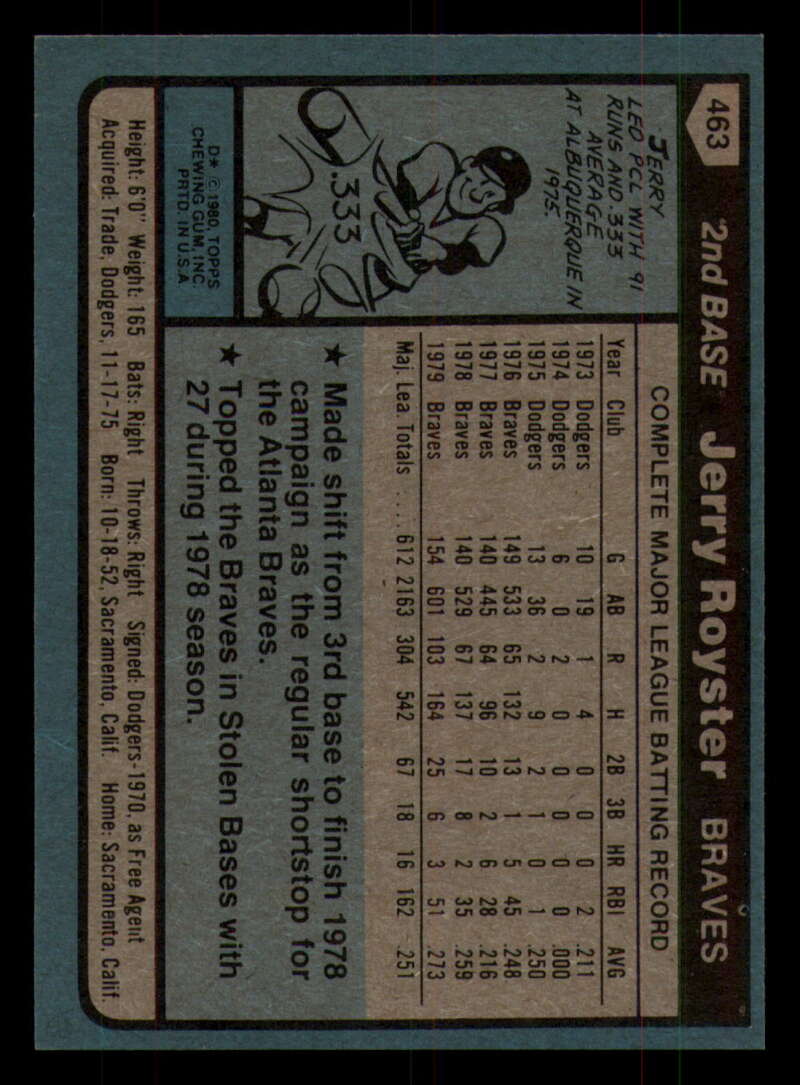 463
2nd BASE Jerry Royster BRAVES
JERRY
LED PCL WITH 91
RUNS AND .333
AVERAGE
AT ALBUQUERQUE IN
1975.
.333
D* © 1980, TOPPS
CHEWING GUM, INC.
PRTD. IN U.S.A
COMPLETE MAJOR LEAGUE BATTING RECORD
Year Club G AB R H 2B 3B HR RBI AVG
1973 Dodgers 10 19 1 4 0 0 0 2 .211
1974 Dodgers 6 0 2 0 0 0 0 0 .000
1975 Dodgers 13 36 2 9 2 1 0 1 .250
1976 Braves 149 533 65 132 13 1 5 45 .248
1977 Braves 140 445 64 96 10 2 6 28 .216
1978 Braves 140 529 67 137 17 8 2 35 .259
1979 Braves 154 601 103 164 25 6 3 51 .273
Maj. Lea Totals .... 612 2163 304 542 67 18 16 162 .251
★ Made shift from 3rd base to finish 1978
campaign as the regular shortstop for
the Atlanta Braves.
★ Topped the Braves in Stolen Bases with
27 during 1978 season.
Height: 6'0" Weight: 165 Bats: Right Throws: Right Signed: Dodgers-1970, as Free Agent
Acquired: Trade, Dodgers, 11-17-75 Born: 10-18-52, Sacramento, Calif. Home: Sacramento, Calif.